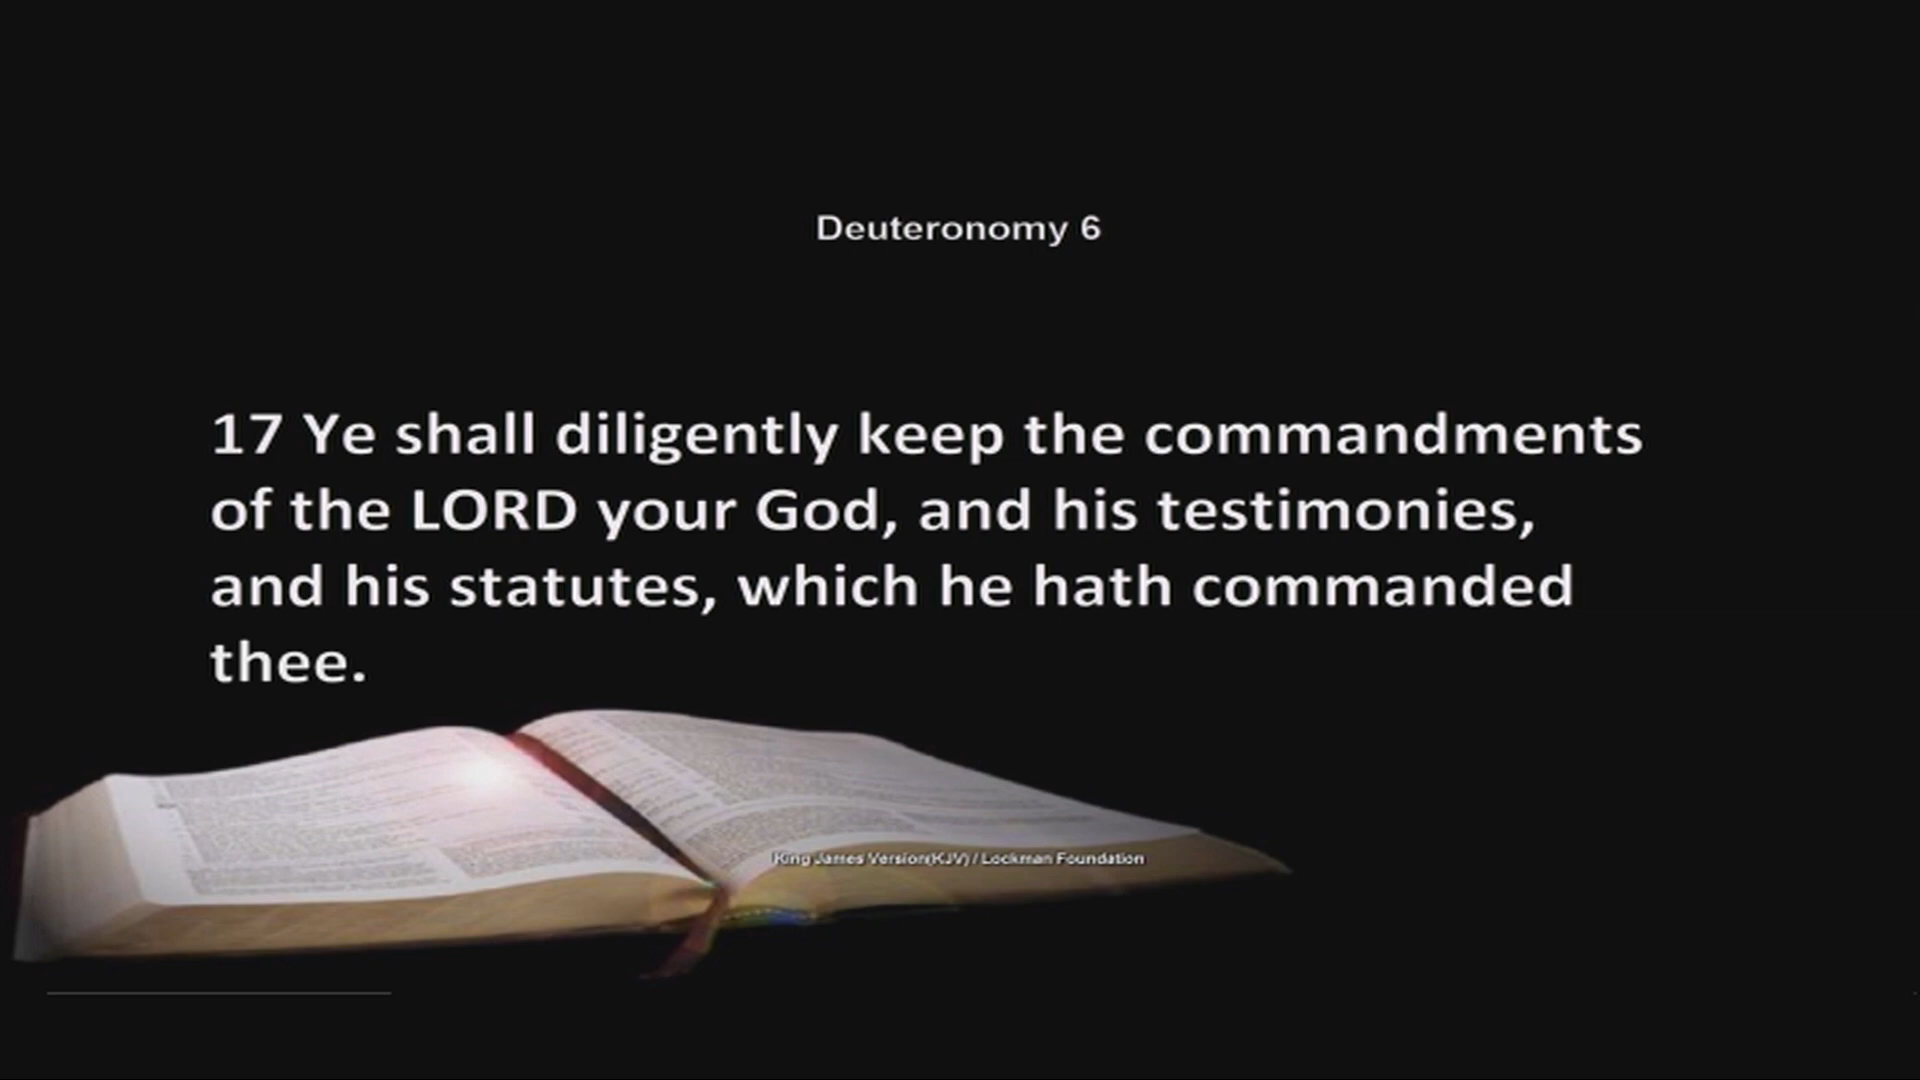 Deuteronomy 6
17 Ye shall diligently keep the commandments
of the LORD your God, and his testimonies,
and his statutes, which he hath commanded
thee.
King James Version(KJV) / Lockman Foundation